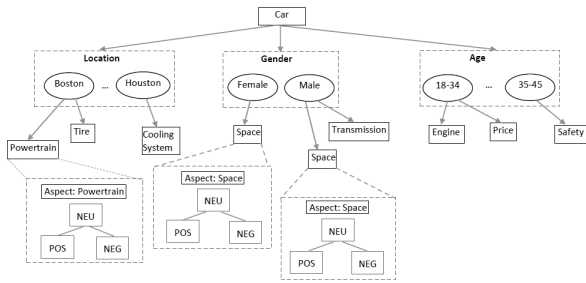 Car
Location
Gender
Age
Boston
...
Houston
Female
Male
18-34
...
35-45
Powertrain
Tire
Cooling
System
Space
Transmission
Space
Engine
Price
Safety
Aspect: Powertrain
NEU
POS
NEG
Aspect: Space
NEU
POS
NEG
Aspect: Space
NEU
POS
NEG